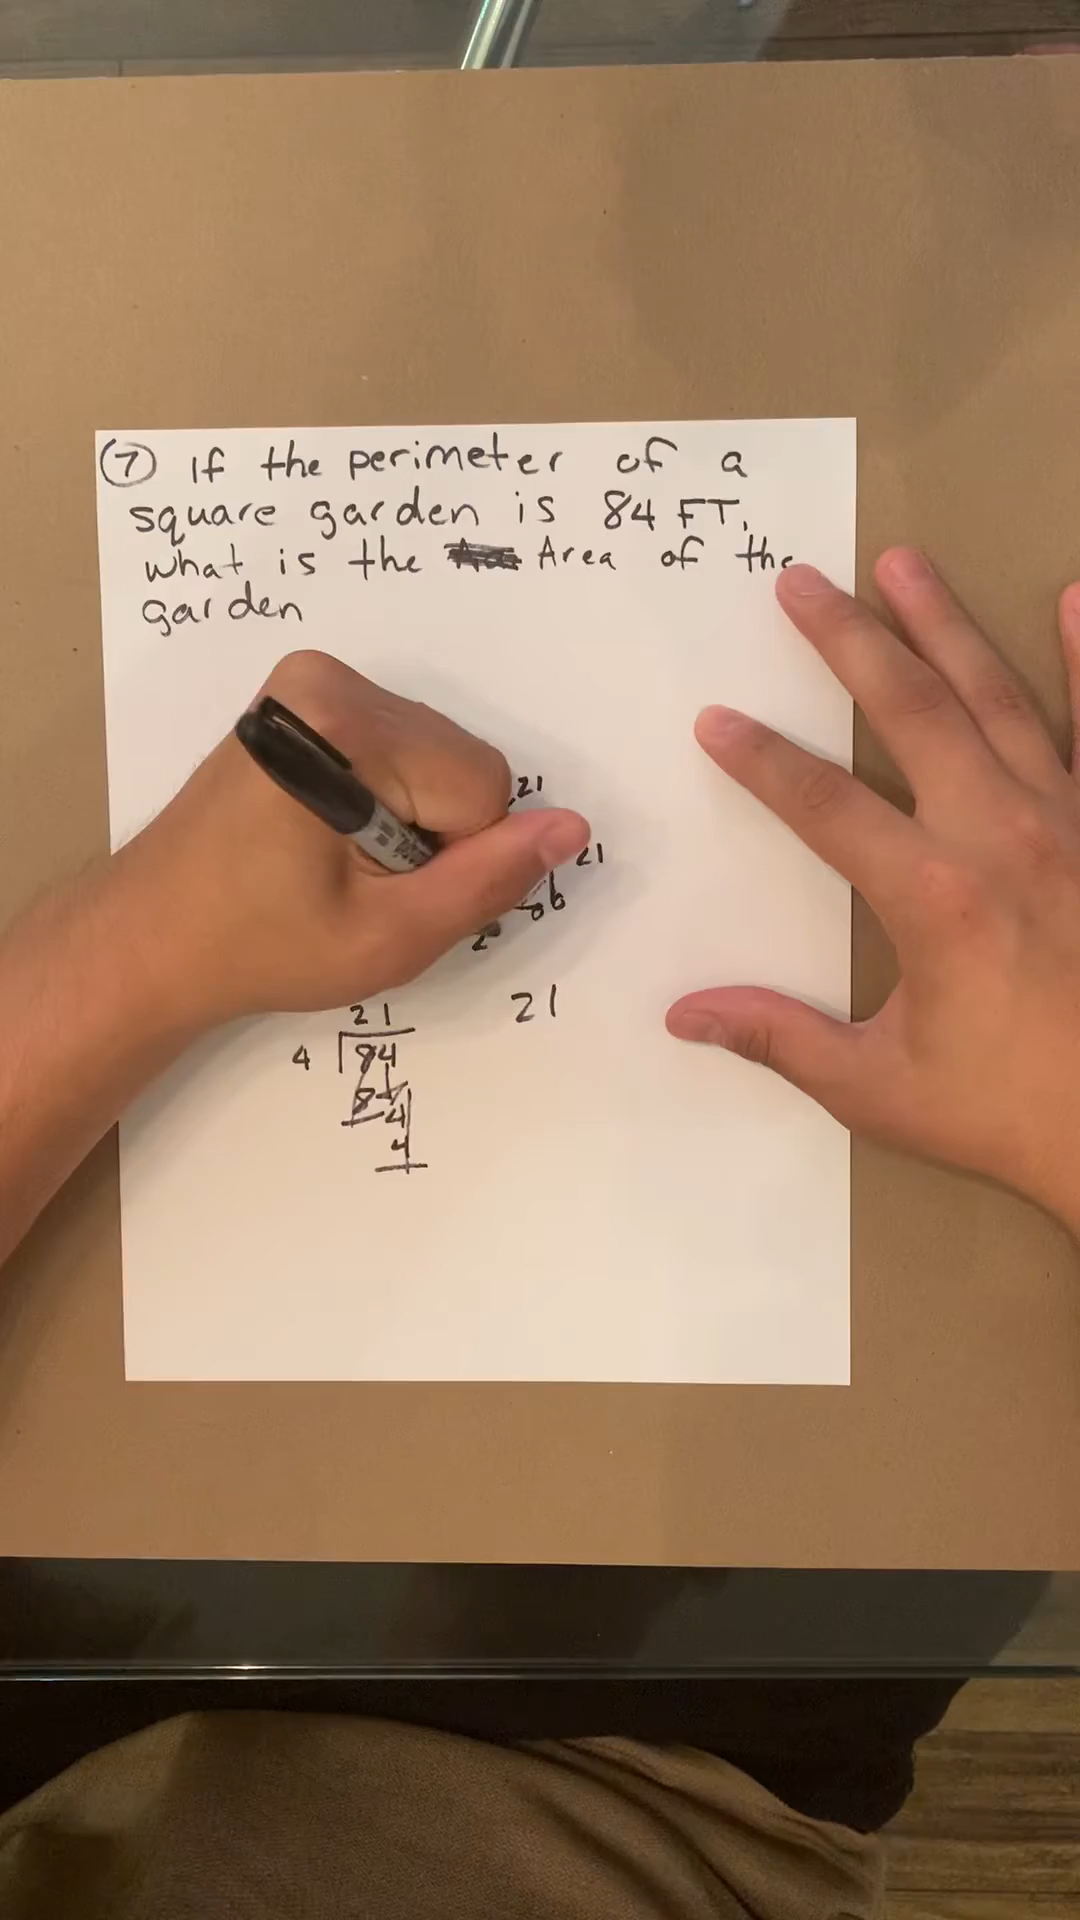 7 If the perimeter of a
square garden is 84 FT.
what is the Area of the
garden
21
21
21
21
4 84
8 4
4